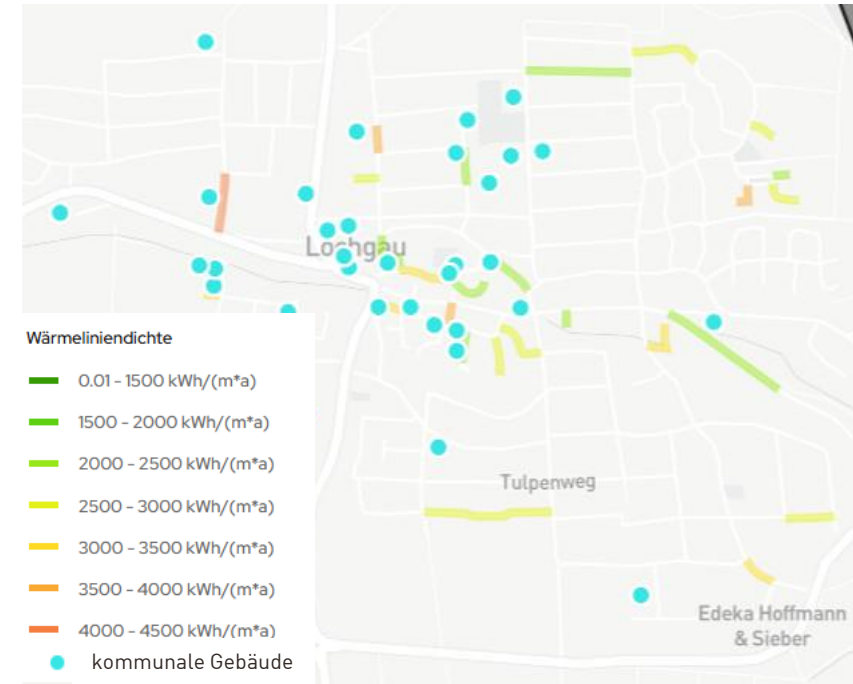 Löchgau
Tulpenweg
Edeka Hoffmann
& Sieber
Wärmeliniendichte
0.01 - 1500 kWh/(m*a)
1500 - 2000 kWh/(m*a)
2000 - 2500 kWh/(m*a)
2500 - 3000 kWh/(m*a)
3000 - 3500 kWh/(m*a)
3500 - 4000 kWh/(m*a)
4000 - 4500 kWh/(m*a)
kommunale Gebäude